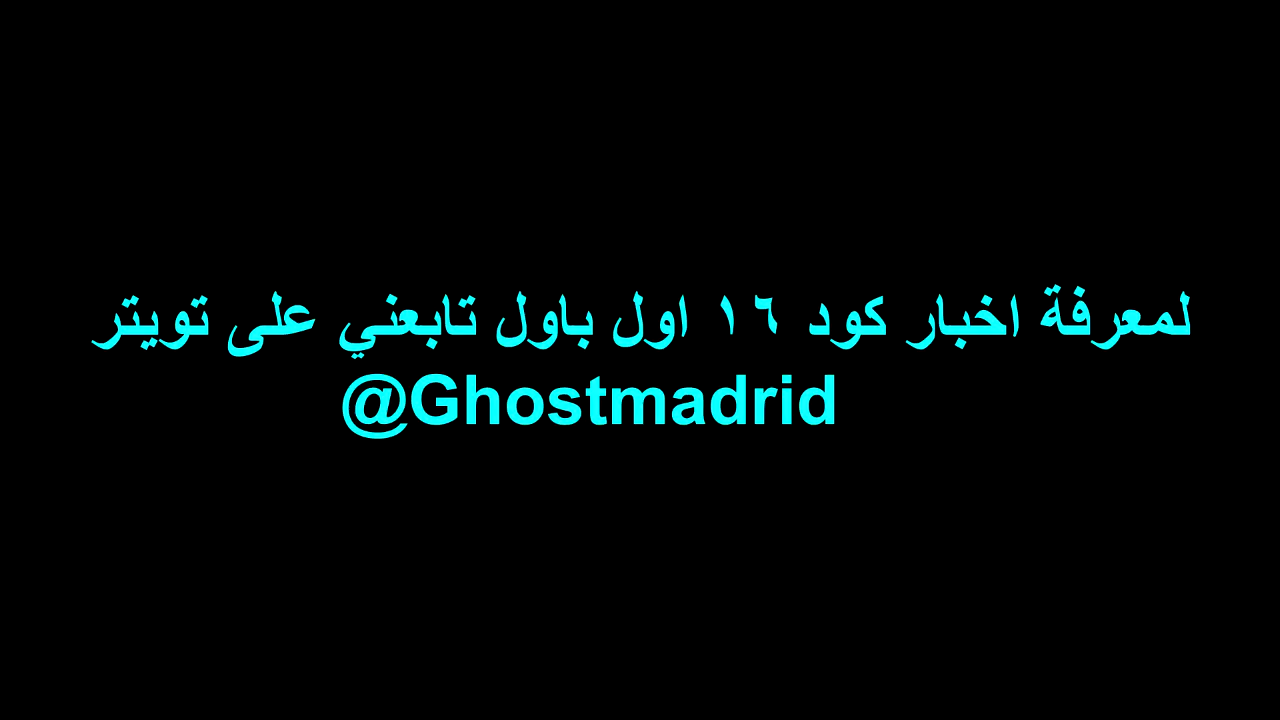 لمعرفة اخبار كود ١٦ اول باول تابعني على تويتر
@Ghostmadrid